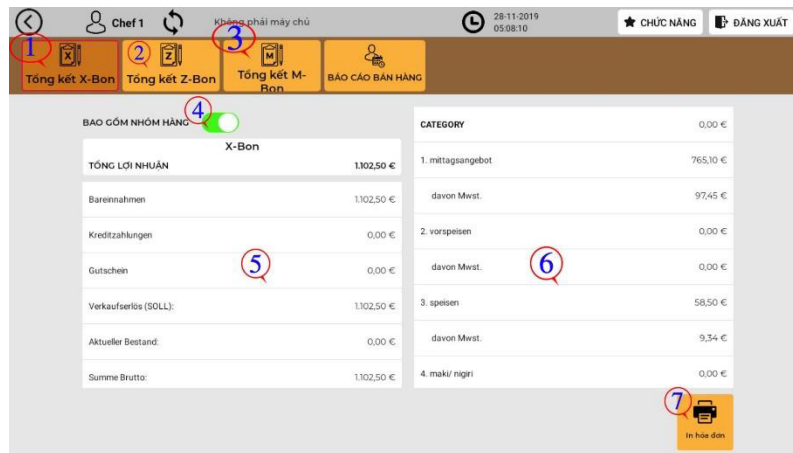 Chef 1
Không phải máy chủ
28-11-2019
05:08:10
CHỨC NĂNG
ĐĂNG XUẤT
1
X
Tổng kết X-Bon
2
Z
Tổng kết Z-Bon
3
M
Tổng kết M-
Bon
BÁO CÁO BÁN HÀNG
BAO GỒM NHÓM HÀNG
4
X-Bon
TỔNG LỢI NHUẬN 1.102,50 €
Bareinnahmen 1.102,50 €
Kreditzahlungen 0,00 €
Gutschein 0,00 €
5
Verkaufserlös (SOLL): 1.102,50 €
Aktueller Bestand: 0,00 €
Summe Brutto: 1.102,50 €
CATEGORY 0,00 €
1. mittagsangebot 765,10 €
davon Mwst. 97,45 €
2. vorspeisen 0,00 €
davon Mwst. 0,00 €
6
3. speisen 58,50 €
davon Mwst. 9,34 €
4. maki/ nigiri 0,00 €
7
In hóa đơn